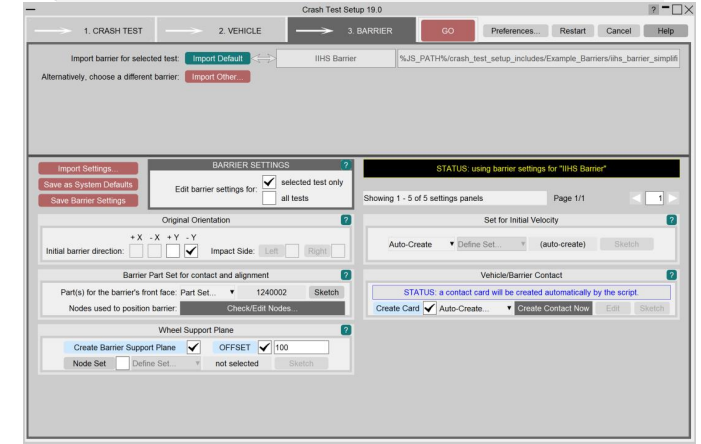 Crash Test Setup 19.0 ?
1. CRASH TEST 2. VEHICLE 3. BARRIER GO Preferences... Restart Cancel Help
Import barrier for selected test: Import Default IIHS Barrier %JS_PATH%/crash_test_setup_includes/Example_Barriers/iihs_barrier_simplifi
Alternatively, choose a different barrier: Import Other...
Import Settings...
Save as System Defaults
Save Barrier Settings
BARRIER SETTINGS ?
Edit barrier settings for: selected test only
all tests
STATUS: using barrier settings for "IIHS Barrier"
Showing 1 - 5 of 5 settings panels Page 1/1 1
Original Orientation ?
+ X - X + Y - Y
Initial barrier direction: Impact Side: Left Right
Set for Initial Velocity ?
Auto-Create Define Set... (auto-create) Sketch
Barrier Part Set for contact and alignment ?
Part(s) for the barrier's front face: Part Set... 1240002 Sketch
Nodes used to position barrier: Check/Edit Nodes...
Vehicle/Barrier Contact ?
STATUS: a contact card will be created automatically by the script.
Create Card Auto-Create... Create Contact Now Edit Sketch
Wheel Support Plane ?
Create Barrier Support Plane OFFSET 100
Node Set Define Set... not selected Sketch